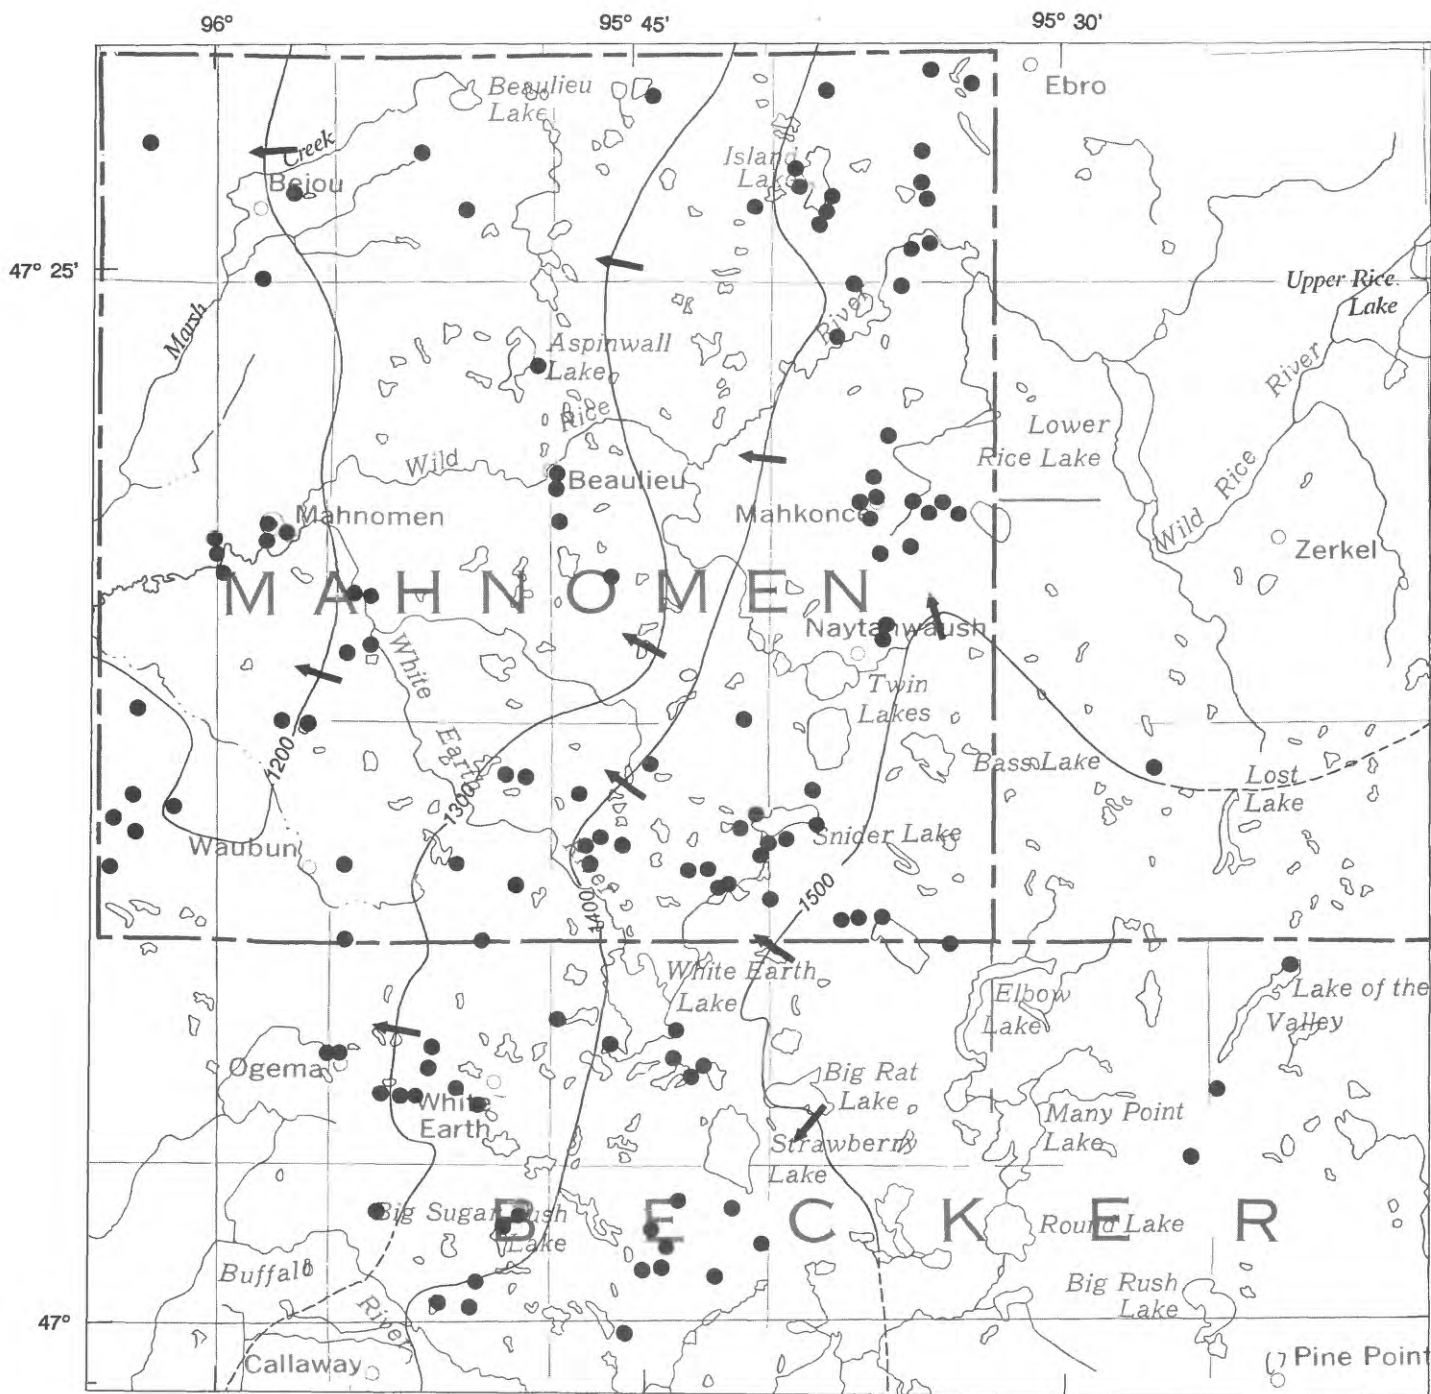 96°
95° 45'
95° 30'
Beaulieu
Lake
Ebro
Creek
Island
Lake
Bejou
47° 25'
Upper Rice
Lake
Marsh
River
Aspinwall
Lake
River
Rice
Lower
Rice Lake
Wild
Beaulieu
Rice
Mahnomen
Mahkonce
Wild
Zerkel
MAHNOMEN
Naytahwaush
White
Twin
Lakes
Earth
1200
Bass Lake
Lost
Lake
1300
Snider Lake
Waubun
River
1400
1500
White Earth
Lake
Elbow
Lake
Lake of the
Valley
Ogema
Big Rat
Lake
White
Earth
Many Point
Lake
Strawberry
Lake
BECKER
Big Sugar Bush
Lake
Round Lake
Buffalo
River
Big Rush
Lake
47°
Callaway
Pine Point